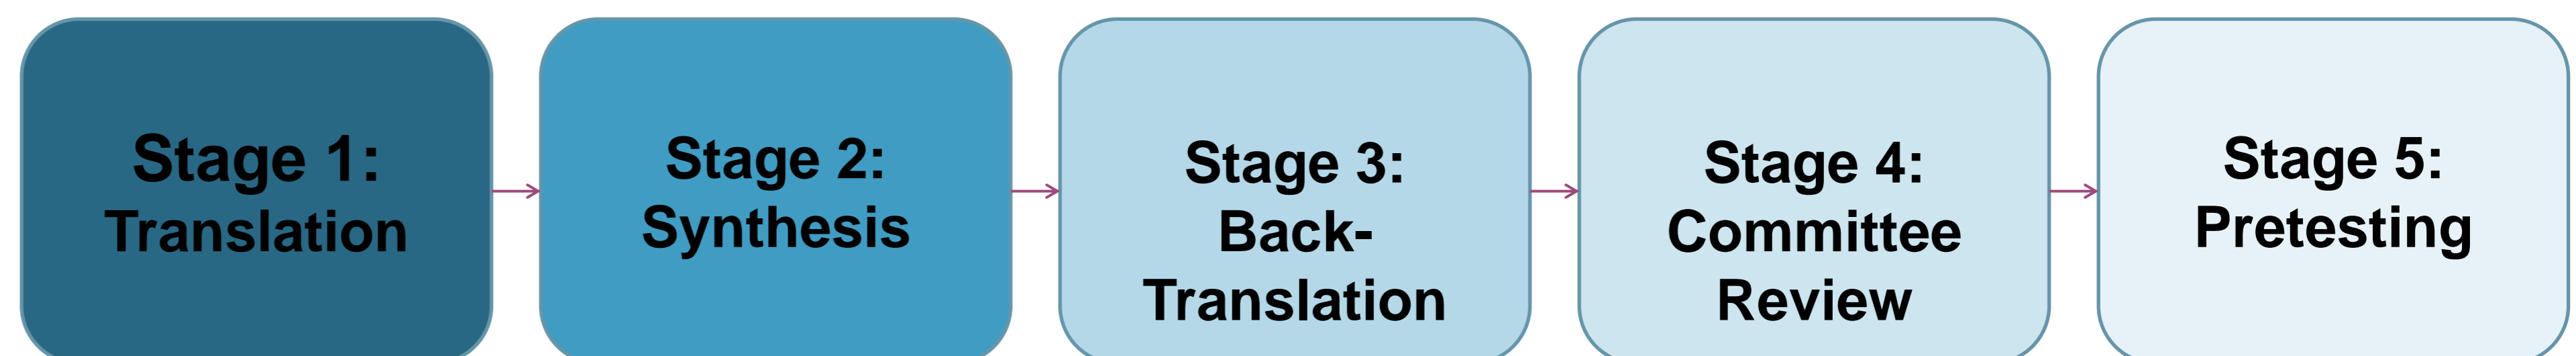 Stage 1:
Translation
Stage 2:
Synthesis
Stage 3:
Back-
Translation
Stage 4:
Committee
Review
Stage 5:
Pretesting